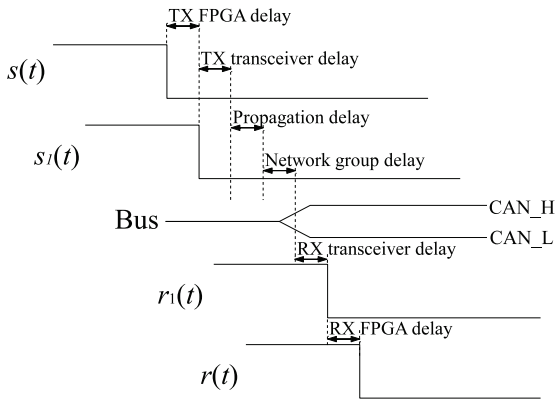 TX FPGA delay
s(t)
TX transceiver delay
Propagation delay
s1(t)
Network group delay
Bus
CAN_H
CAN_L
RX transceiver delay
r1(t)
RX FPGA delay
r(t)